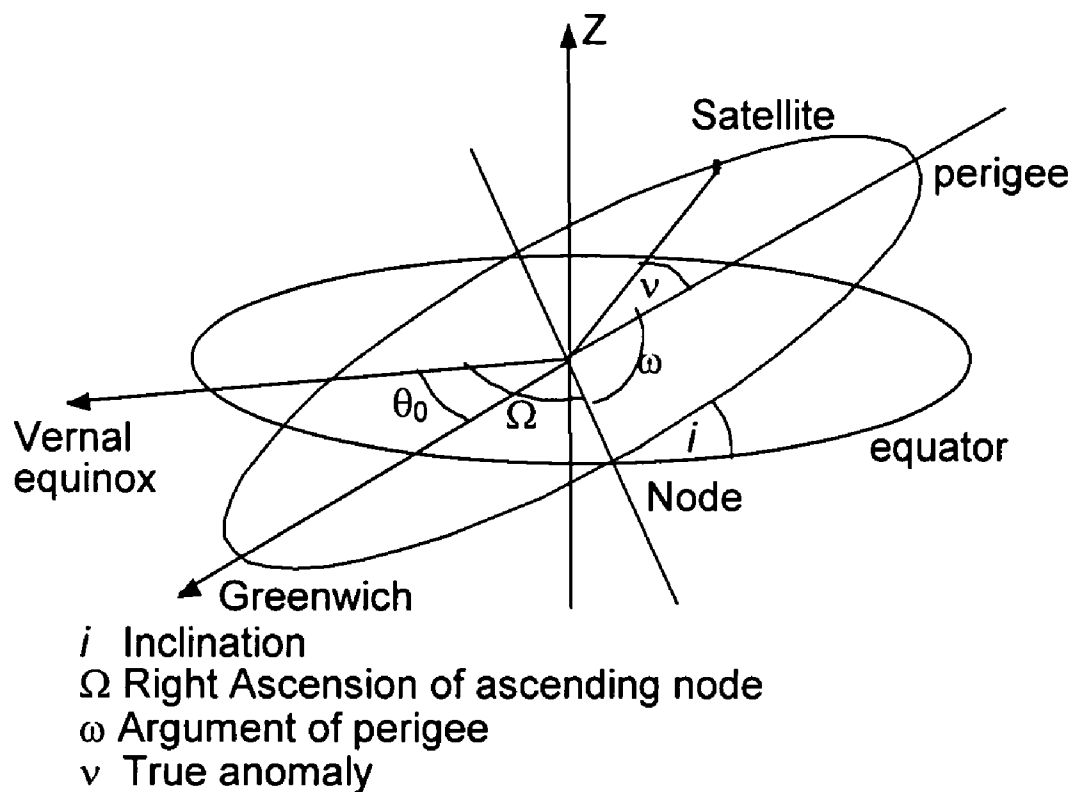 Z
Satellite
perigee
ν
ω
θ0
Ω
i
Vernal
equinox
equator
Node
Greenwich
i Inclination
Ω Right Ascension of ascending node
ω Argument of perigee
ν True anomaly